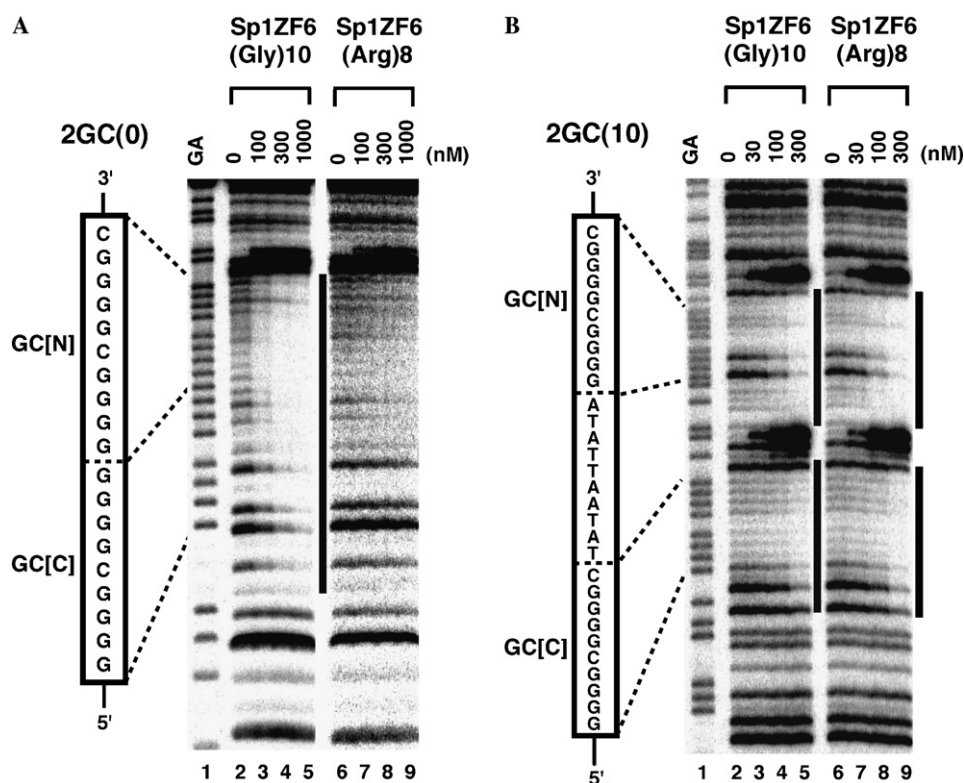 A
Sp1ZF6
(Gly)10
Sp1ZF6
(Arg)8
2GC(0)
GA
0
100
300
1000
0
100
300
1000
(nM)
3'
C
G
G
G
G
C
G
G
G
G
G
G
G
G
C
G
G
G
G
5'
GC[N]
GC[C]
1 2 3 4 5 6 7 8 9
B
Sp1ZF6
(Gly)10
Sp1ZF6
(Arg)8
2GC(10)
GA
0
30
100
300
0
30
100
300
(nM)
3'
C
G
G
G
G
C
G
G
G
G
A
T
A
T
T
A
A
T
A
T
C
G
G
G
G
C
G
G
G
G
5'
GC[N]
GC[C]
1 2 3 4 5 6 7 8 9